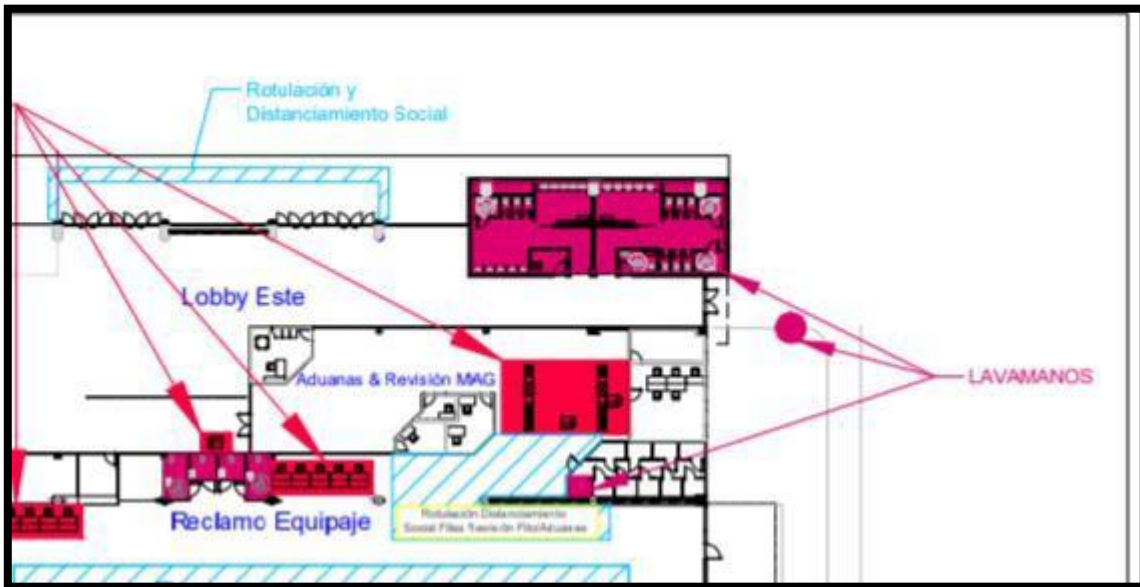 Rotulación y
Distanciamiento Social
Lobby Este
Aduanas & Revisión MAG
LAVAMANOS
Reclamo Equipaje
Rotulación Distanciamiento
Social Filas Revisión Fito/Aduanas